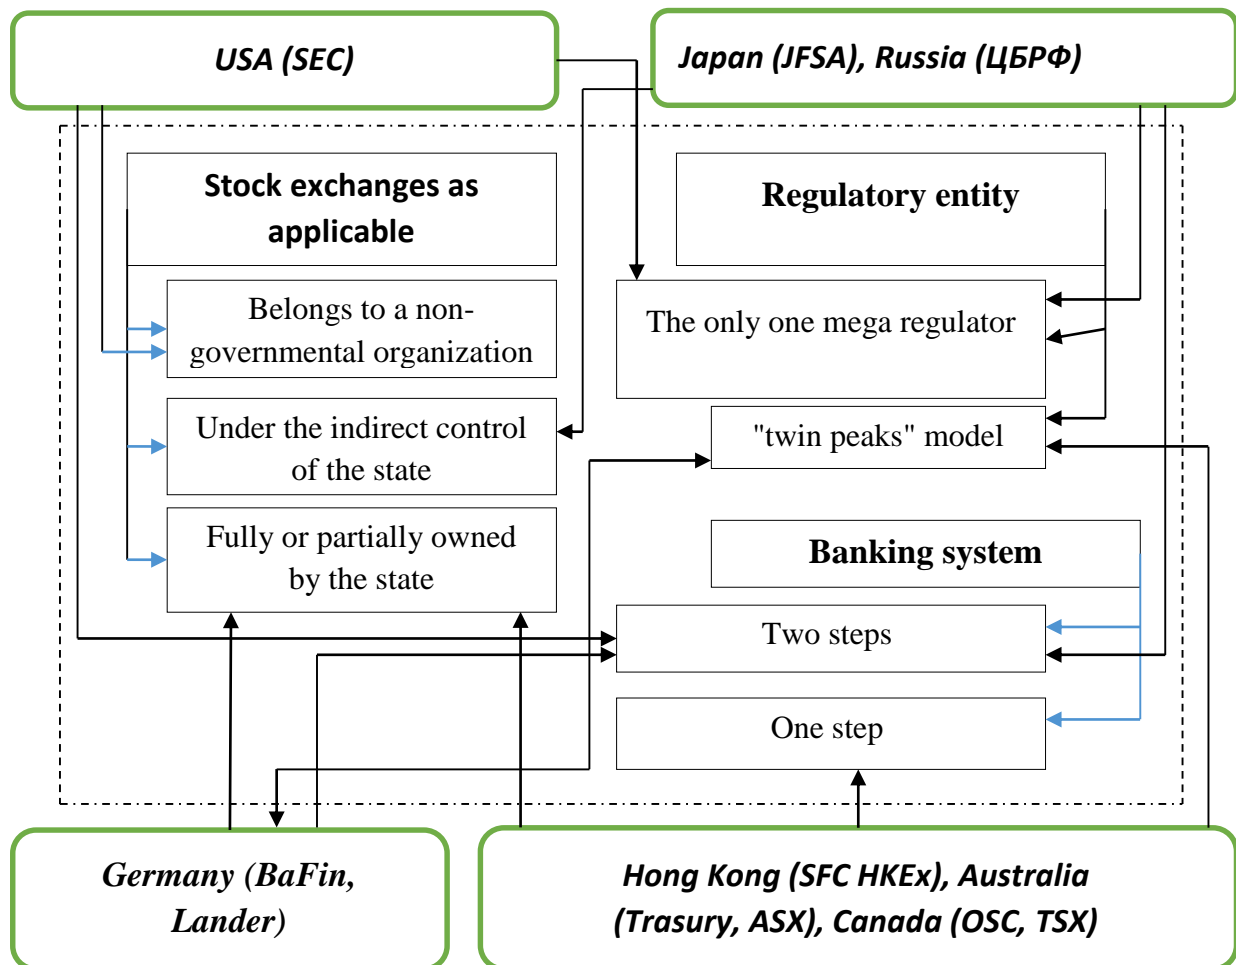 USA (SEC)
Japan (JFSA), Russia (ЦБРФ)
Stock exchanges as
applicable
Regulatory entity
Belongs to a non-
governmental organization
The only one mega regulator
Under the indirect control
of the state
"twin peaks" model
Fully or partially owned
by the state
Banking system
Two steps
One step
Germany (BaFin,
Lander)
Hong Kong (SFC HKEx), Australia
(Trasury, ASX), Canada (OSC, TSX)